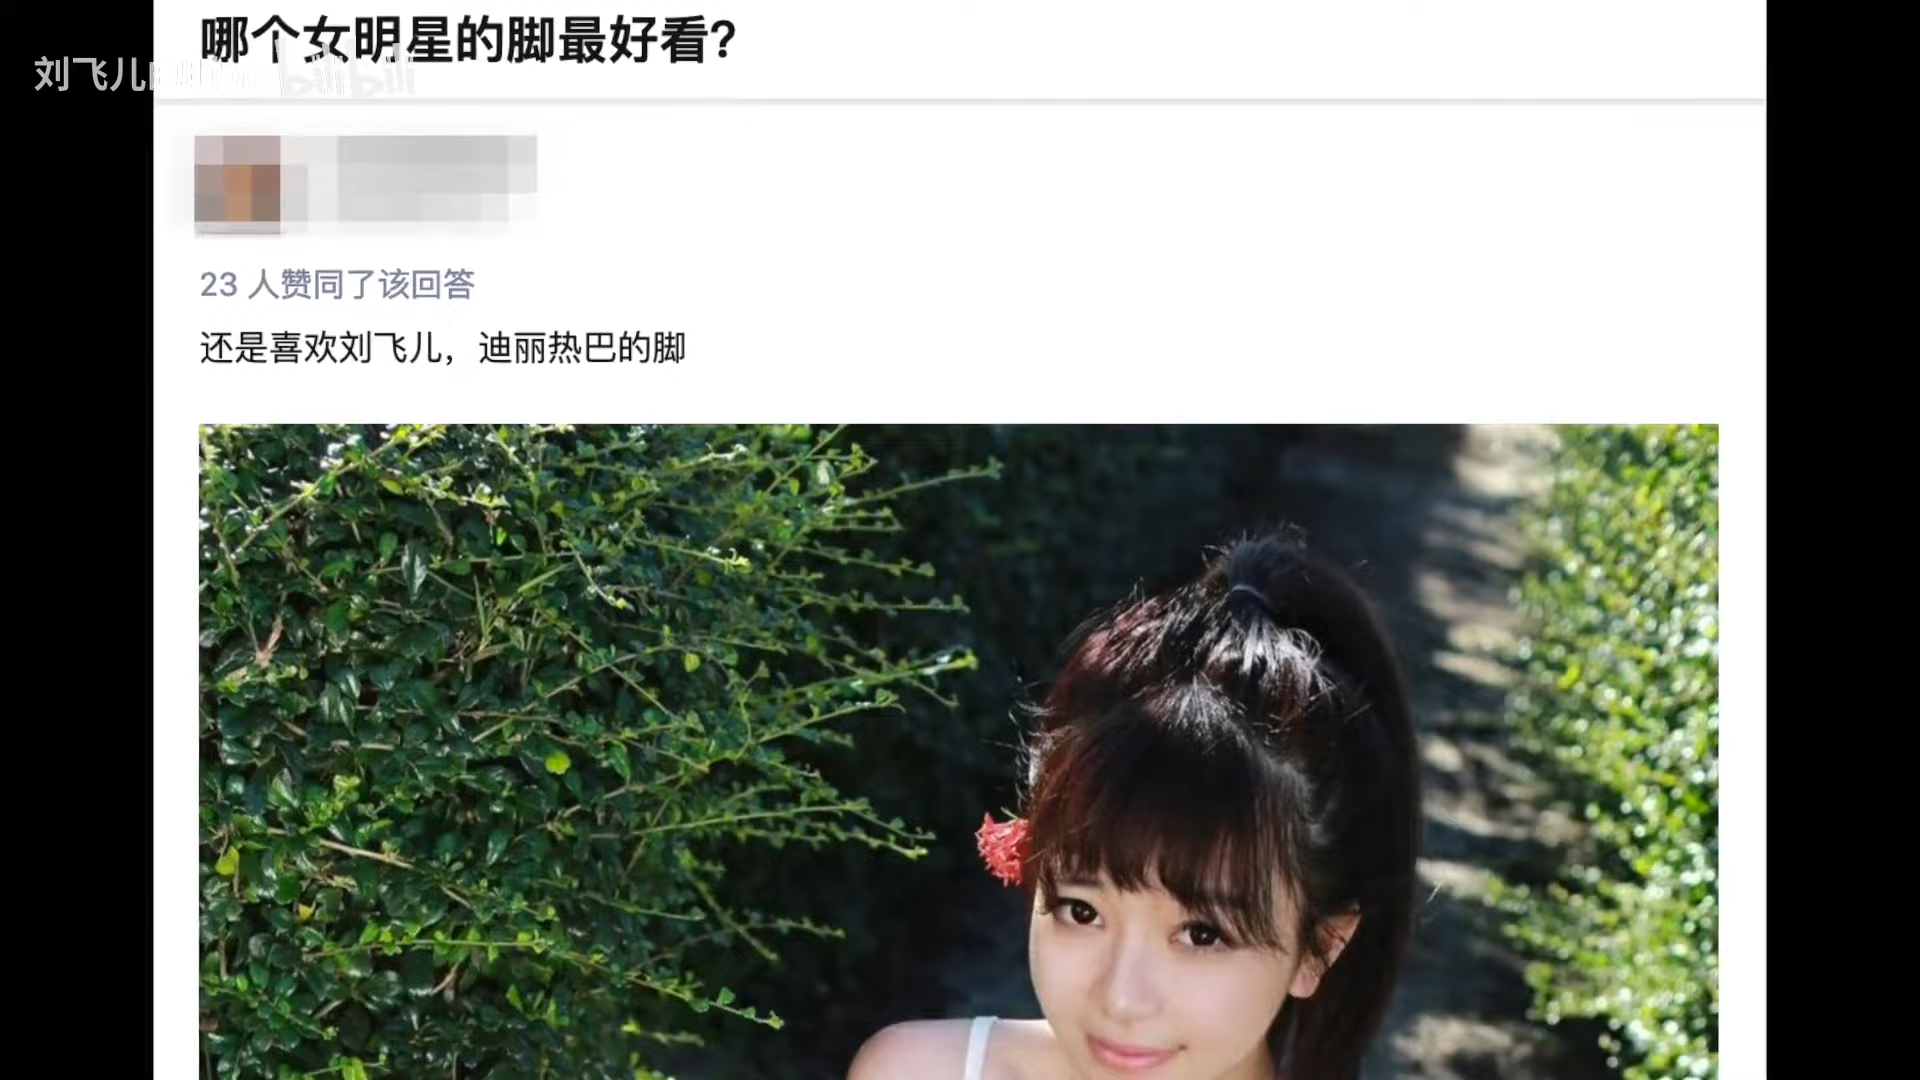 哪个女明星的脚最好看?
刘飞儿
bilibili
23 人赞同了该回答
还是喜欢刘飞儿，迪丽热巴的脚